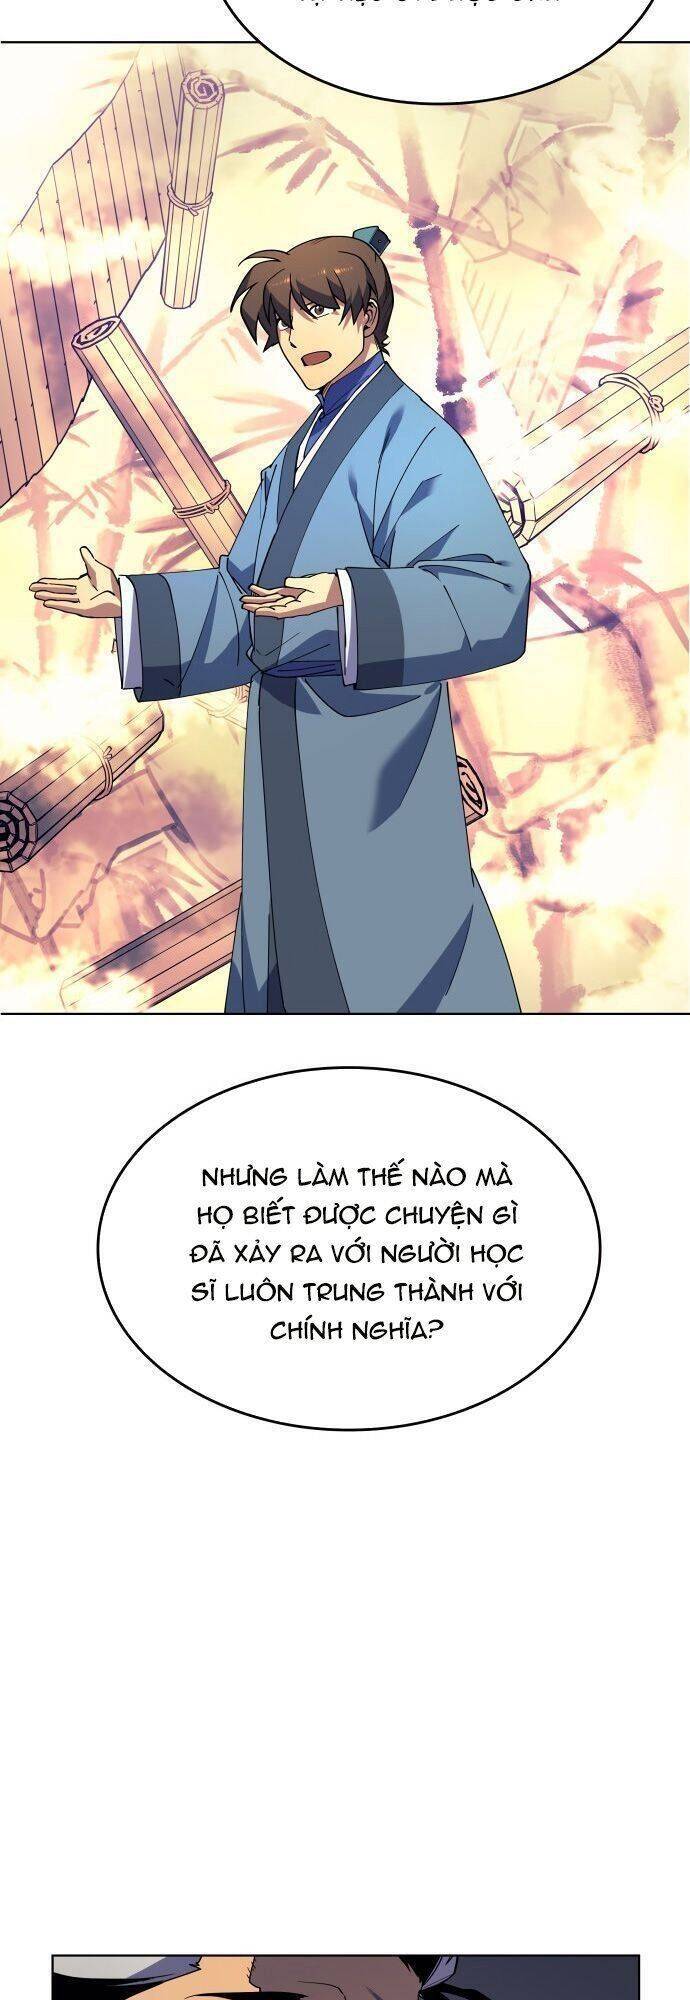 NHƯNG LÀM THẾ NÀO MÀ
HỌ BIẾT ĐƯỢC CHUYỆN GÌ
ĐÃ XẢY RA VỚI NGƯỜI HỌC
SĨ LUÔN TRUNG THÀNH VỚI
CHÍNH NGHĨA?